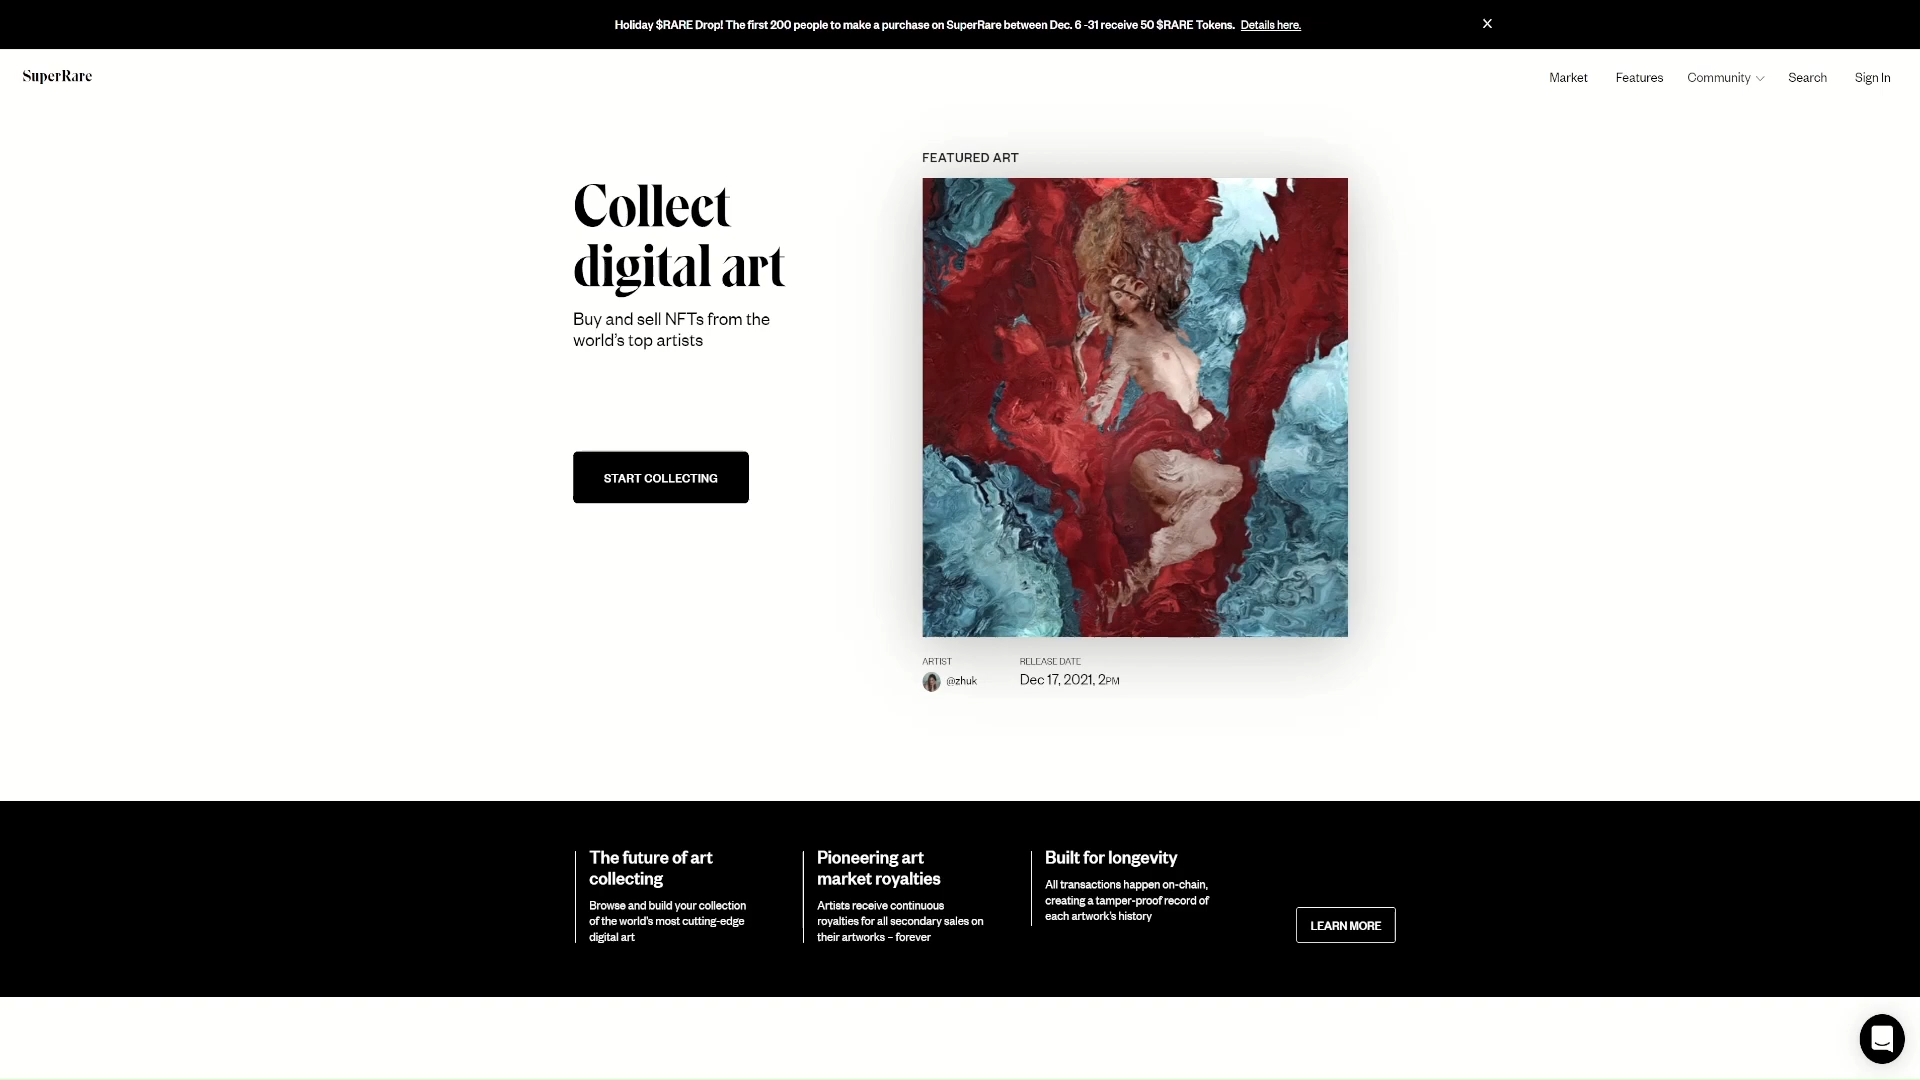 Holiday $RARE Drop! The first 200 people to make a purchase on SuperRare between Dec. 6 -31 receive 50 $RARE Tokens. Details here.
SuperRare
Market Features Community Search Sign In
FEATURED ART
Collect
digital art
Buy and sell NFTs from the
world's top artists
START COLLECTING
ARTIST
@zhuk
RELEASE DATE
Dec 17, 2021, 2PM
The future of art
collecting
Browse and build your collection
of the world's most cutting-edge
digital art
Pioneering art
market royalties
Artists receive continuous
royalties for all secondary sales on
their artworks – forever
Built for longevity
All transactions happen on-chain,
creating a tamper-proof record of
each artwork's history
LEARN MORE